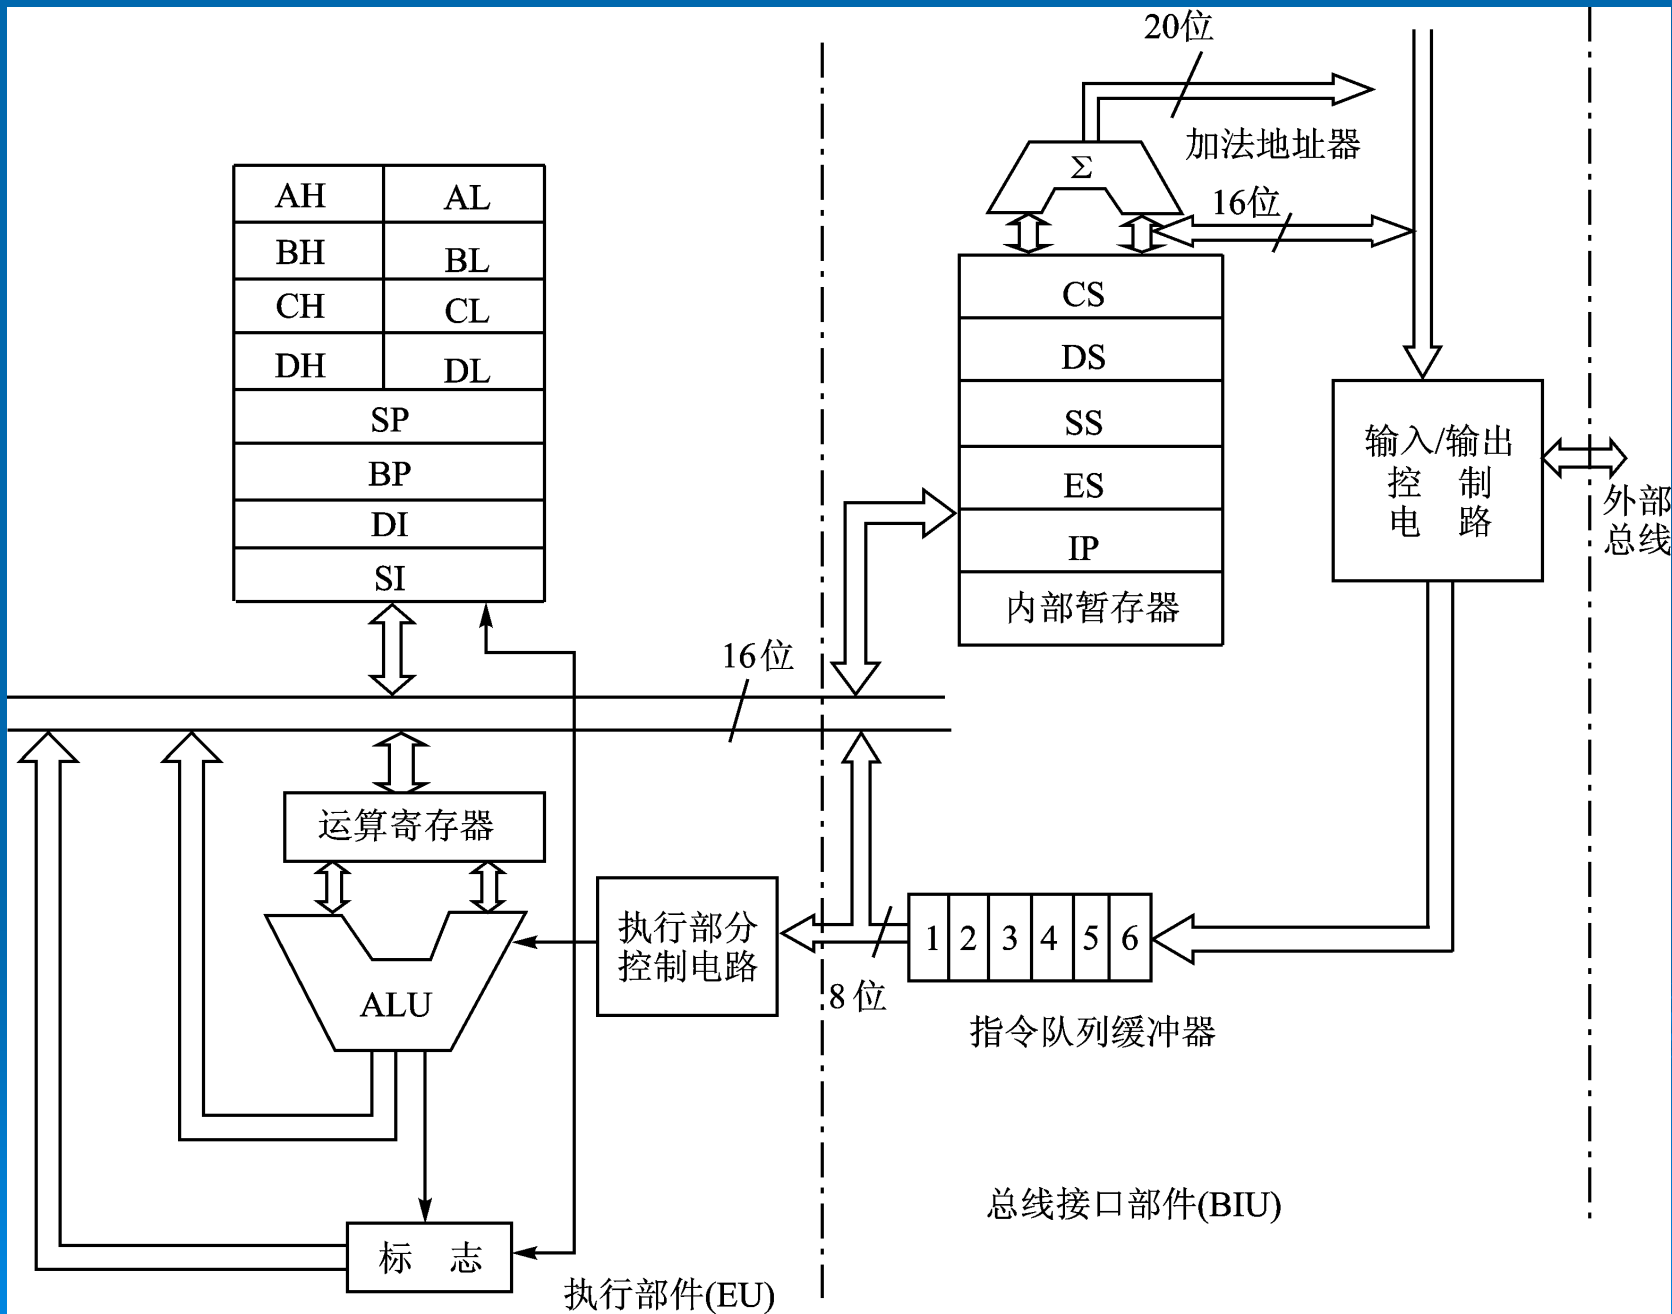 20位
加法地址器
Σ
16位
AH
AL
BH
BL
CH
CL
DH
DL
SP
BP
DI
SI
CS
DS
SS
ES
IP
内部暂存器
输入/输出
控 制
电 路
外部
总线
16位
运算寄存器
ALU
执行部分
控制电路
8位
1 2 3 4 5 6
指令队列缓冲器
标 志
执行部件(EU)
总线接口部件(BIU)